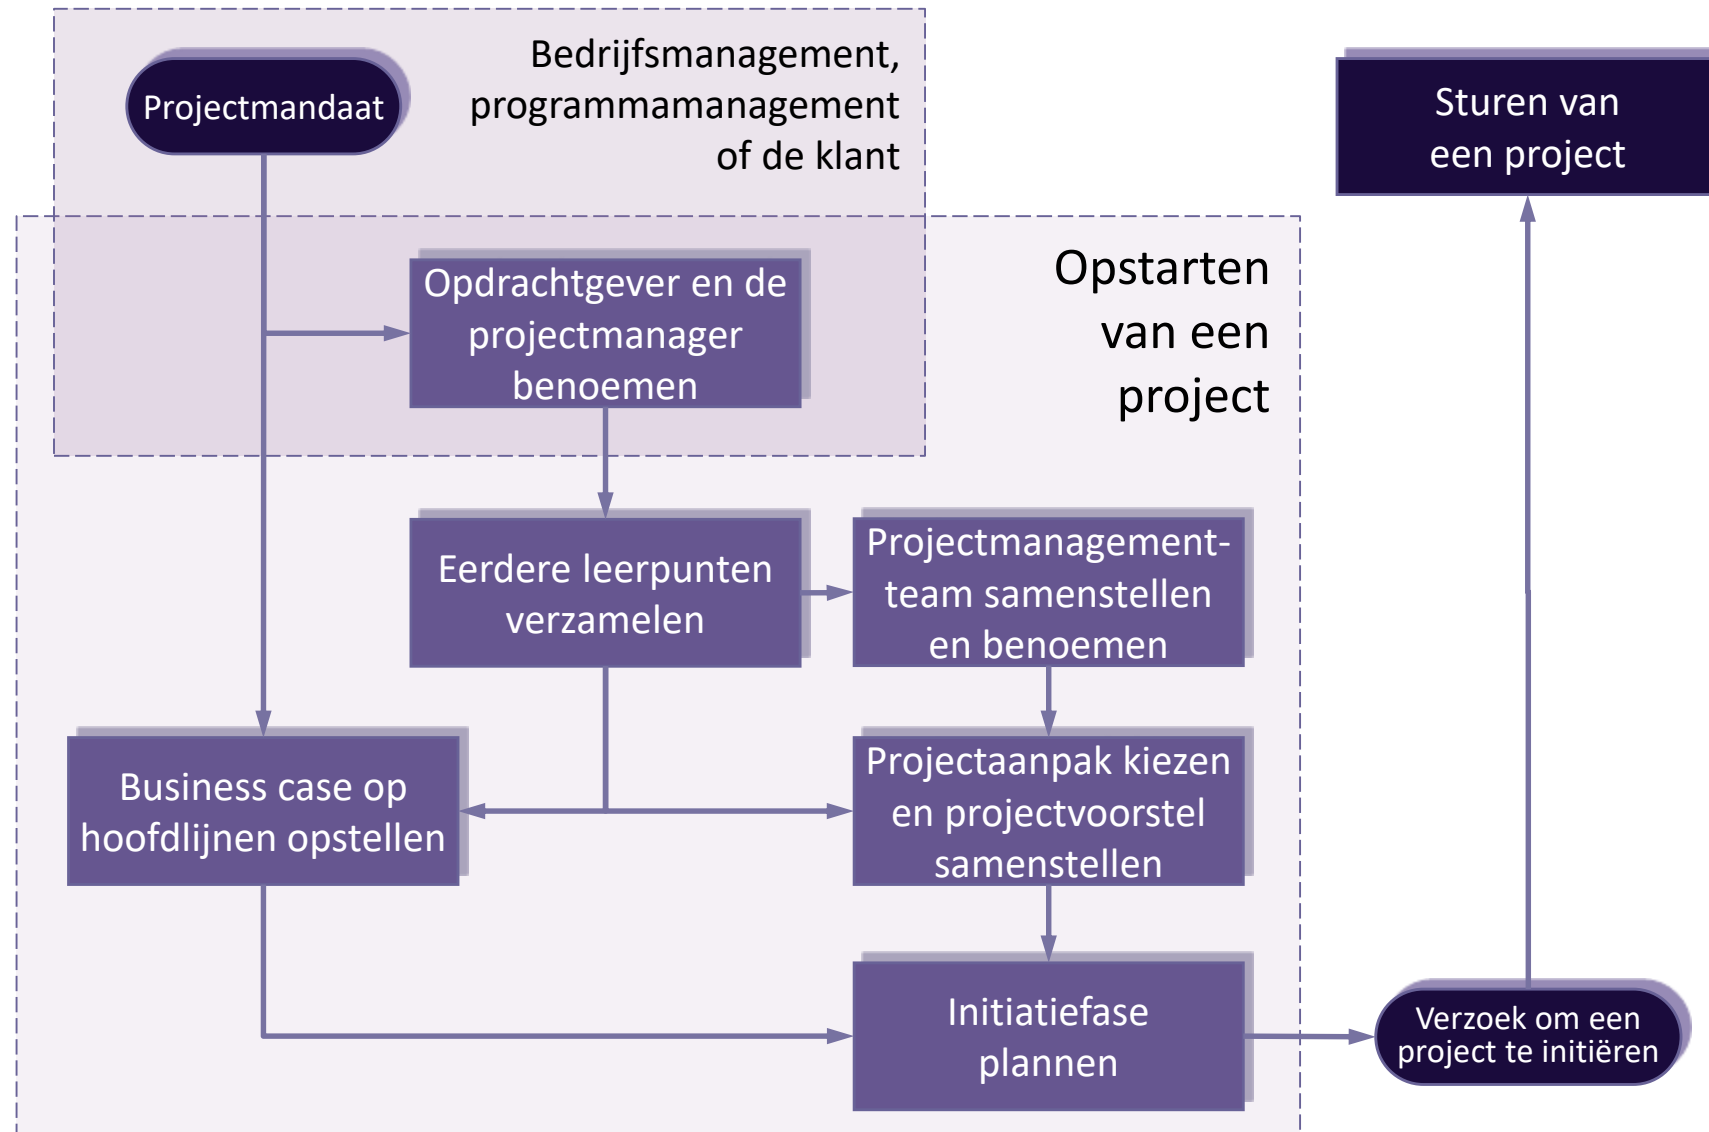 Bedrijfsmanagement,
programmamanagement
of de klant
Projectmandaat
Sturen van
een project
Opdrachtgever en de
projectmanager
benoemen
Opstarten
van een
project
Eerdere leerpunten
verzamelen
Projectmanagement-
team samenstellen
en benoemen
Business case op
hoofdlijnen opstellen
Projectaanpak kiezen
en projectvoorstel
samenstellen
Initiatiefase
plannen
Verzoek om een
project te initiëren